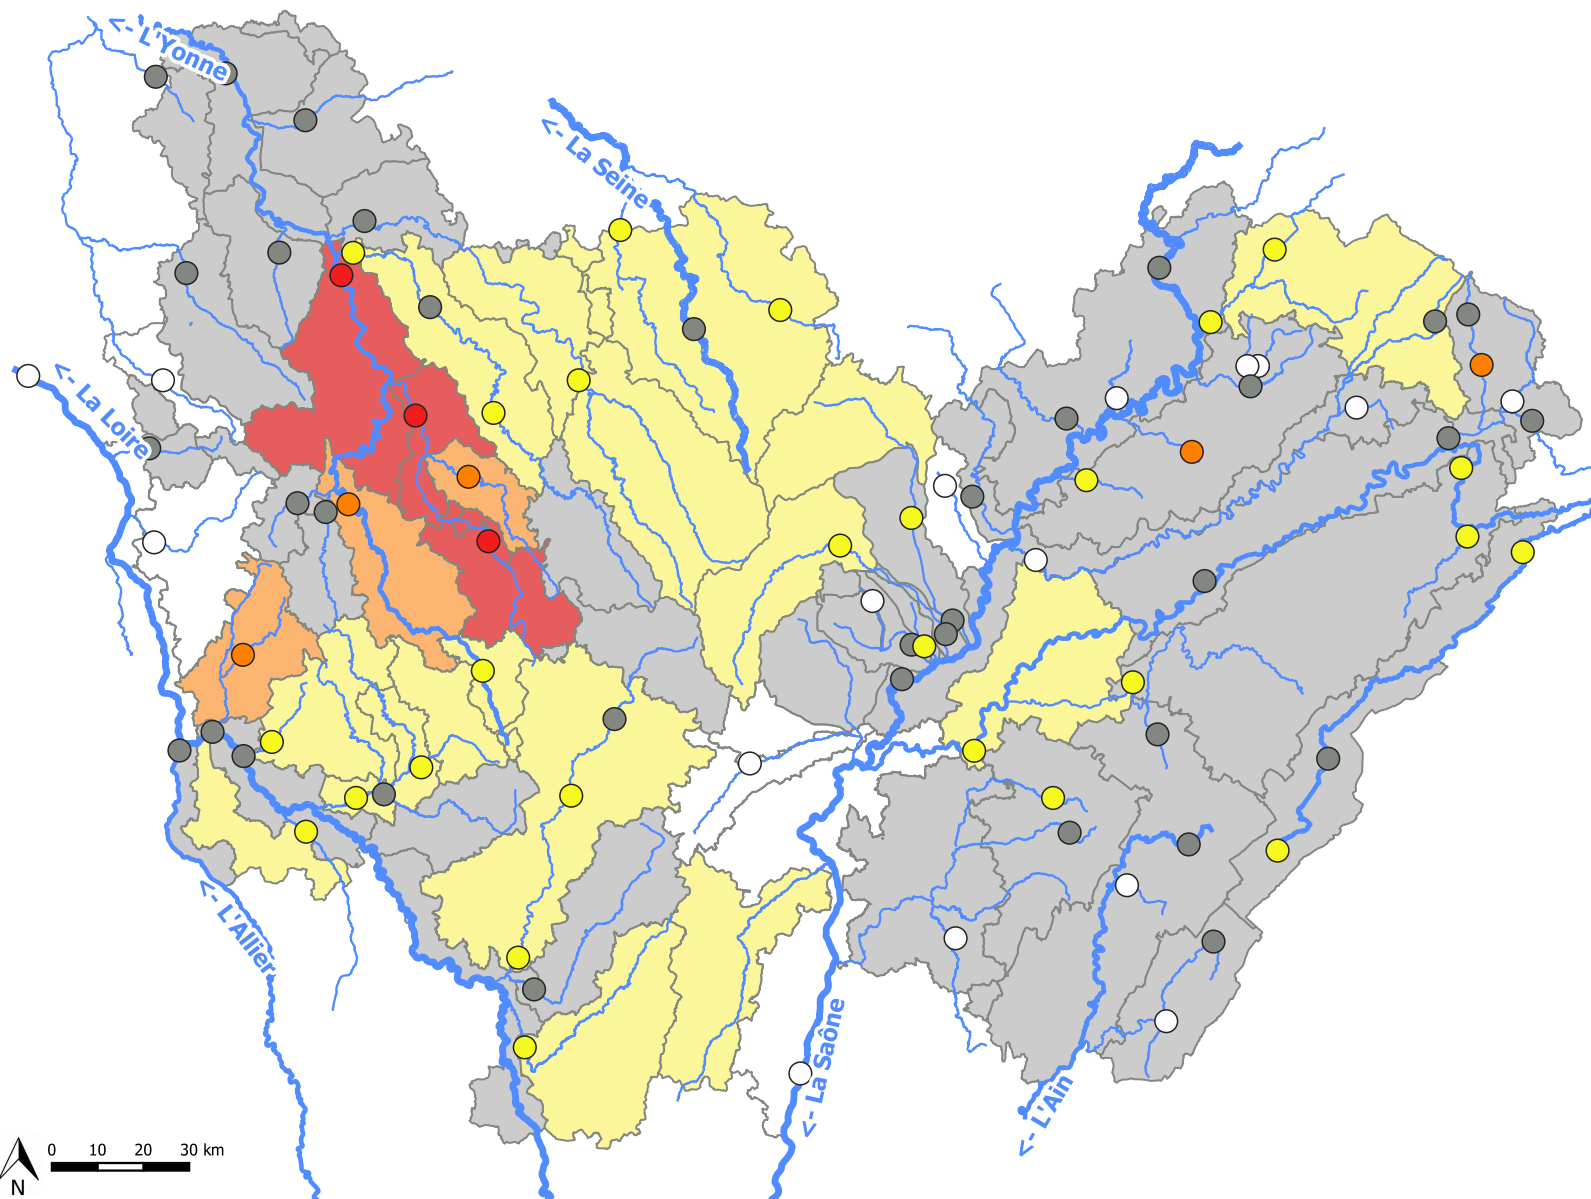 <- L'Yonne
<- La Seine
<- La Loire
<- L'Allier
<- La Saône
<- L'Ain
0 10 20 30 km
N